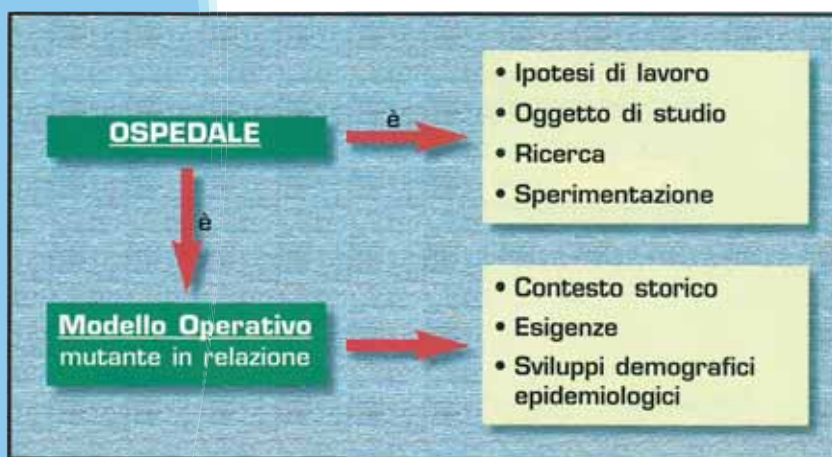 OSPEDALE
è
• Ipotesi di lavoro
• Oggetto di studio
• Ricerca
• Sperimentazione
è
Modello Operativo
mutante in relazione
• Contesto storico
• Esigenze
• Sviluppi demografici
epidemiologici